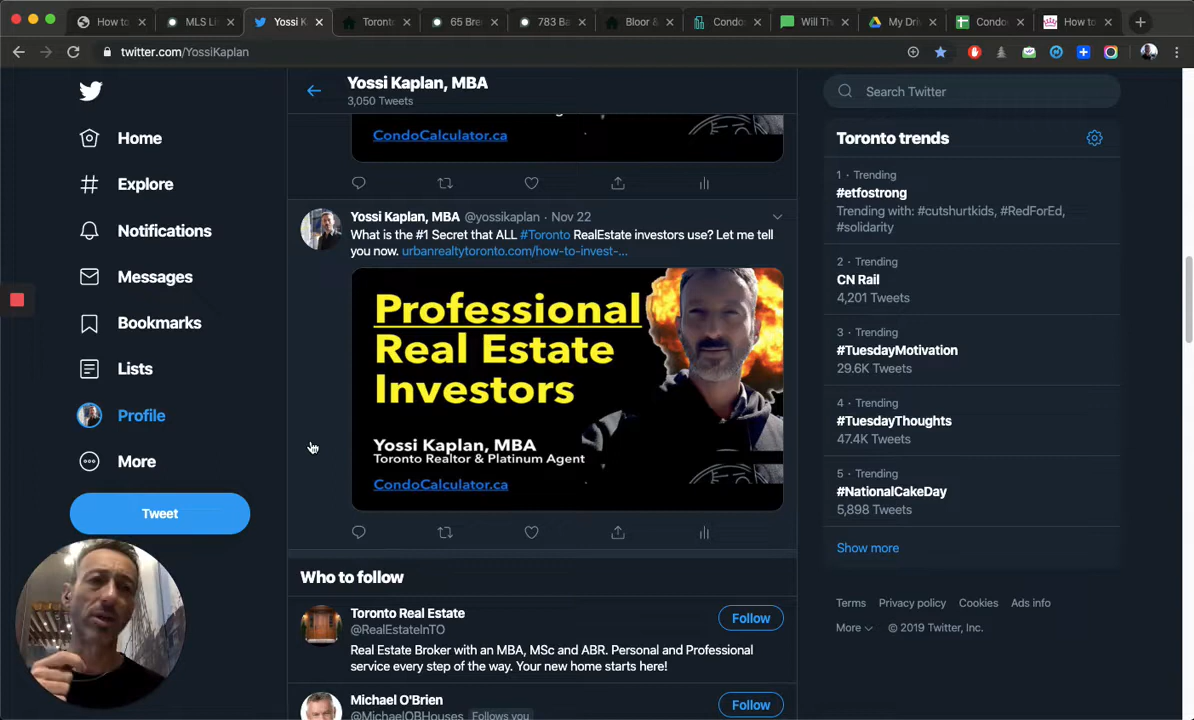 How to
MLS Li
Yossi K
Toront
65 Bre
783 Ba
Bloor &
Condo
Will Th
My Dri
Condo
How to
twitter.com/YossiKaplan
Yossi Kaplan, MBA
3,050 Tweets
Search Twitter
Home
Explore
Notifications
Messages
Bookmarks
Lists
Profile
More
Tweet
CondoCalculator.ca
Yossi Kaplan, MBA @yossikaplan · Nov 22
What is the #1 Secret that ALL #Toronto RealEstate investors use? Let me tell
you now. urbanrealtytoronto.com/how-to-invest-...
Professional
Real Estate
Investors
Yossi Kaplan, MBA
Toronto Realtor & Platinum Agent
CondoCalculator.ca
Who to follow
Toronto Real Estate
@RealEstateInTO
Follow
Real Estate Broker with an MBA, MSc and ABR. Personal and Professional
service every step of the way. Your new home starts here!
Michael O'Brien
@MichaelOBHouses Follows you
Follow
Toronto trends
1 · Trending
#etfostrong
Trending with: #cutshurtkids, #RedForEd,
#solidarity
2 · Trending
CN Rail
4,201 Tweets
3 · Trending
#TuesdayMotivation
29.6K Tweets
4 · Trending
#TuesdayThoughts
47.4K Tweets
5 · Trending
#NationalCakeDay
5,898 Tweets
Show more
Terms Privacy policy Cookies Ads info
More © 2019 Twitter, Inc.